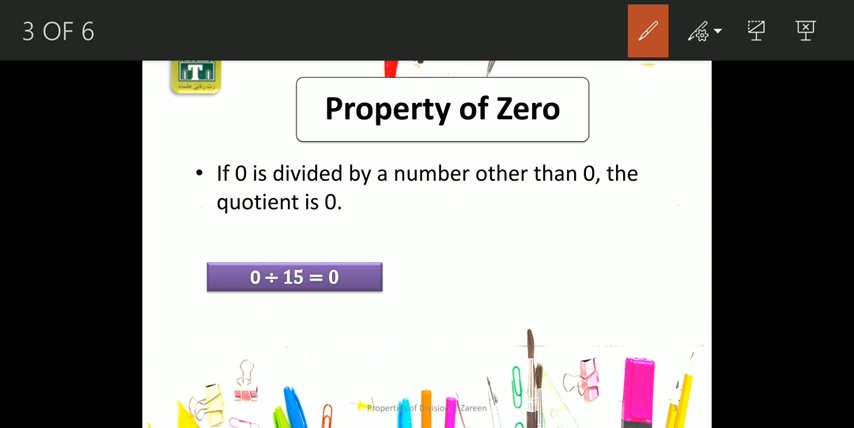 3 OF 6
T
Property of Zero
• If 0 is divided by a number other than 0, the
quotient is 0.
0 ÷ 15 = 0
Zareen
3